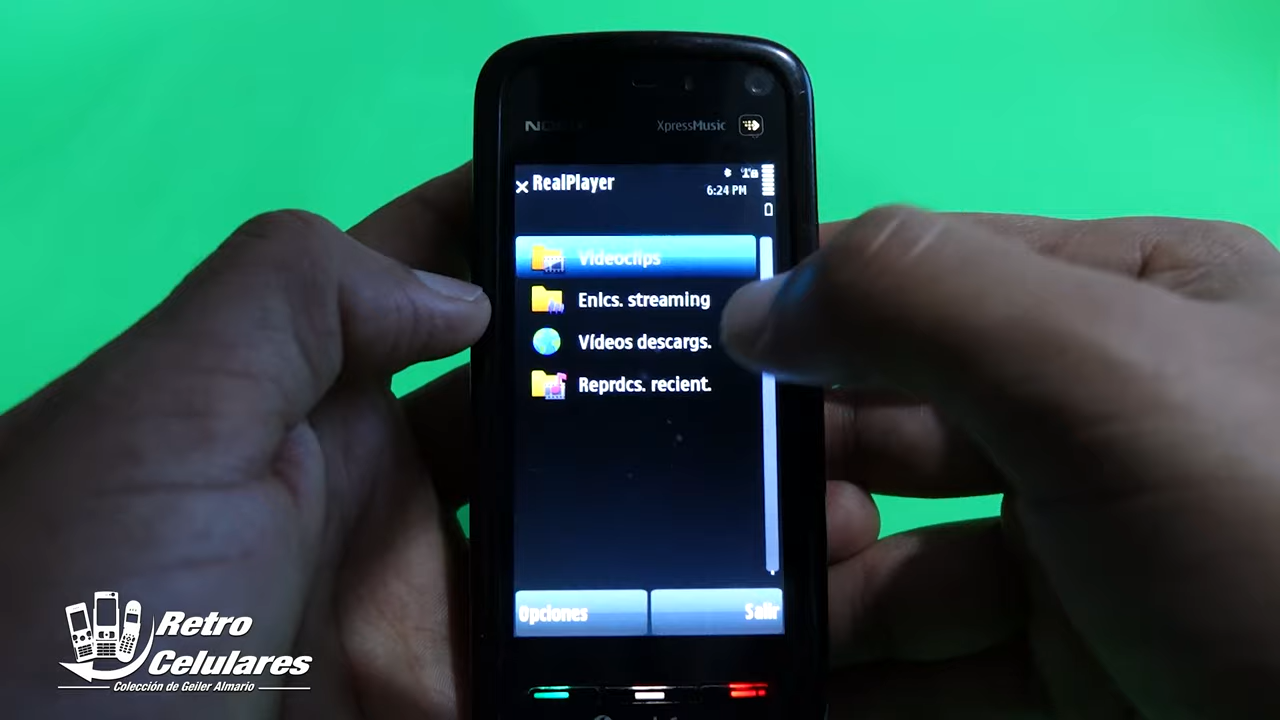 NOKIA
XpressMusic
RealPlayer
6:24 PM
Videoclips
Enlcs. streaming
Vídeos descargs.
Reprdcs. recient.
Opciones
Salir
Retro
Celulares
Colección de Geiler Almario